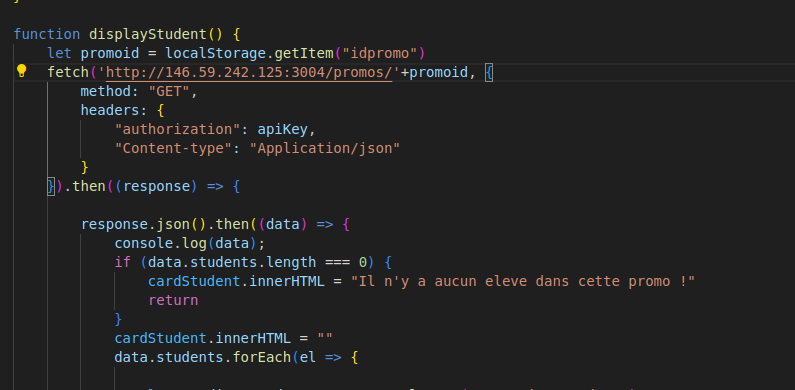 }
function displayStudent() {
let promoid = localStorage.getItem("idpromo")
fetch('http://146.59.242.125:3004/promos/'+promoid, {
method: "GET",
headers: {
"authorization": apiKey,
"Content-type": "Application/json"
}
}).then((response) => {
response.json().then((data) => {
console.log(data);
if (data.students.length === 0) {
cardStudent.innerHTML = "Il n'y a aucun eleve dans cette promo !"
return
}
cardStudent.innerHTML = ""
data.students.forEach(el => {